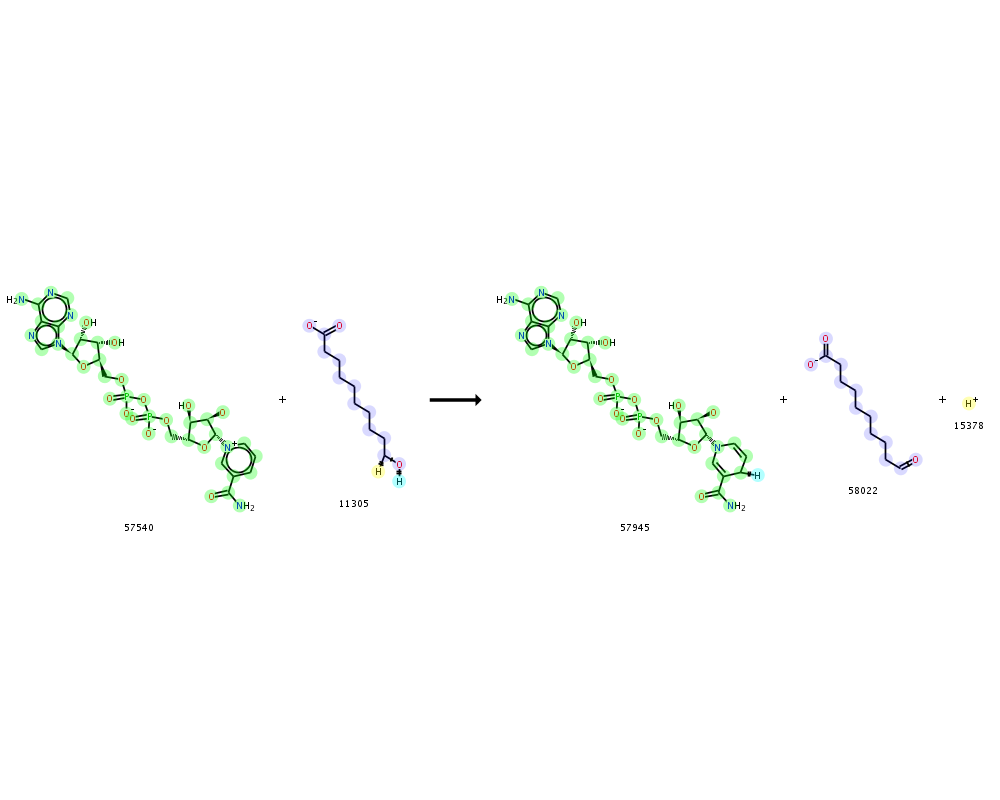 H₂N N N N N OH OH O O O P O O⁻ O O P O⁻ O HO O O N⁺ O NH₂
57540
+
O⁻ O H O H
11305
H₂N N N N N OH OH O O O P O O⁻ O O P O⁻ O HO O O N H O NH₂
57945
+
O O⁻ O
58022
+
H⁺
15378